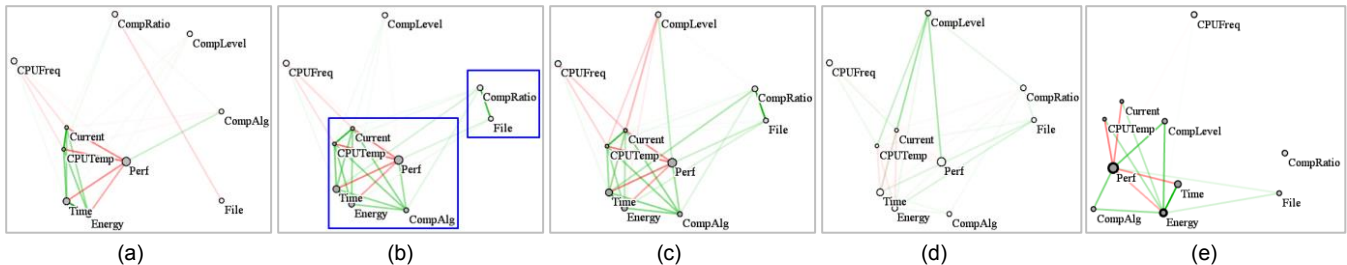 CompRatio
CompLevel
CPUFreq
CompAlg
Current
CPUTemp
Perf
Time
Energy
File
(a)
CompLevel
CPUFreq
CompRatio
File
Current
CPUTemp
Perf
Time
Energy
CompAlg
(b)
CompLevel
CPUFreq
CompRatio
File
Current
CPUTemp
Perf
Time
Energy
CompAlg
(c)
CompLevel
CPUFreq
CompRatio
File
Current
CPUTemp
Perf
Time
Energy
CompAlg
(d)
CPUFreq
Current
CPUTemp
CompLevel
CompRatio
Perf
Time
File
CompAlg
Energy
(e)